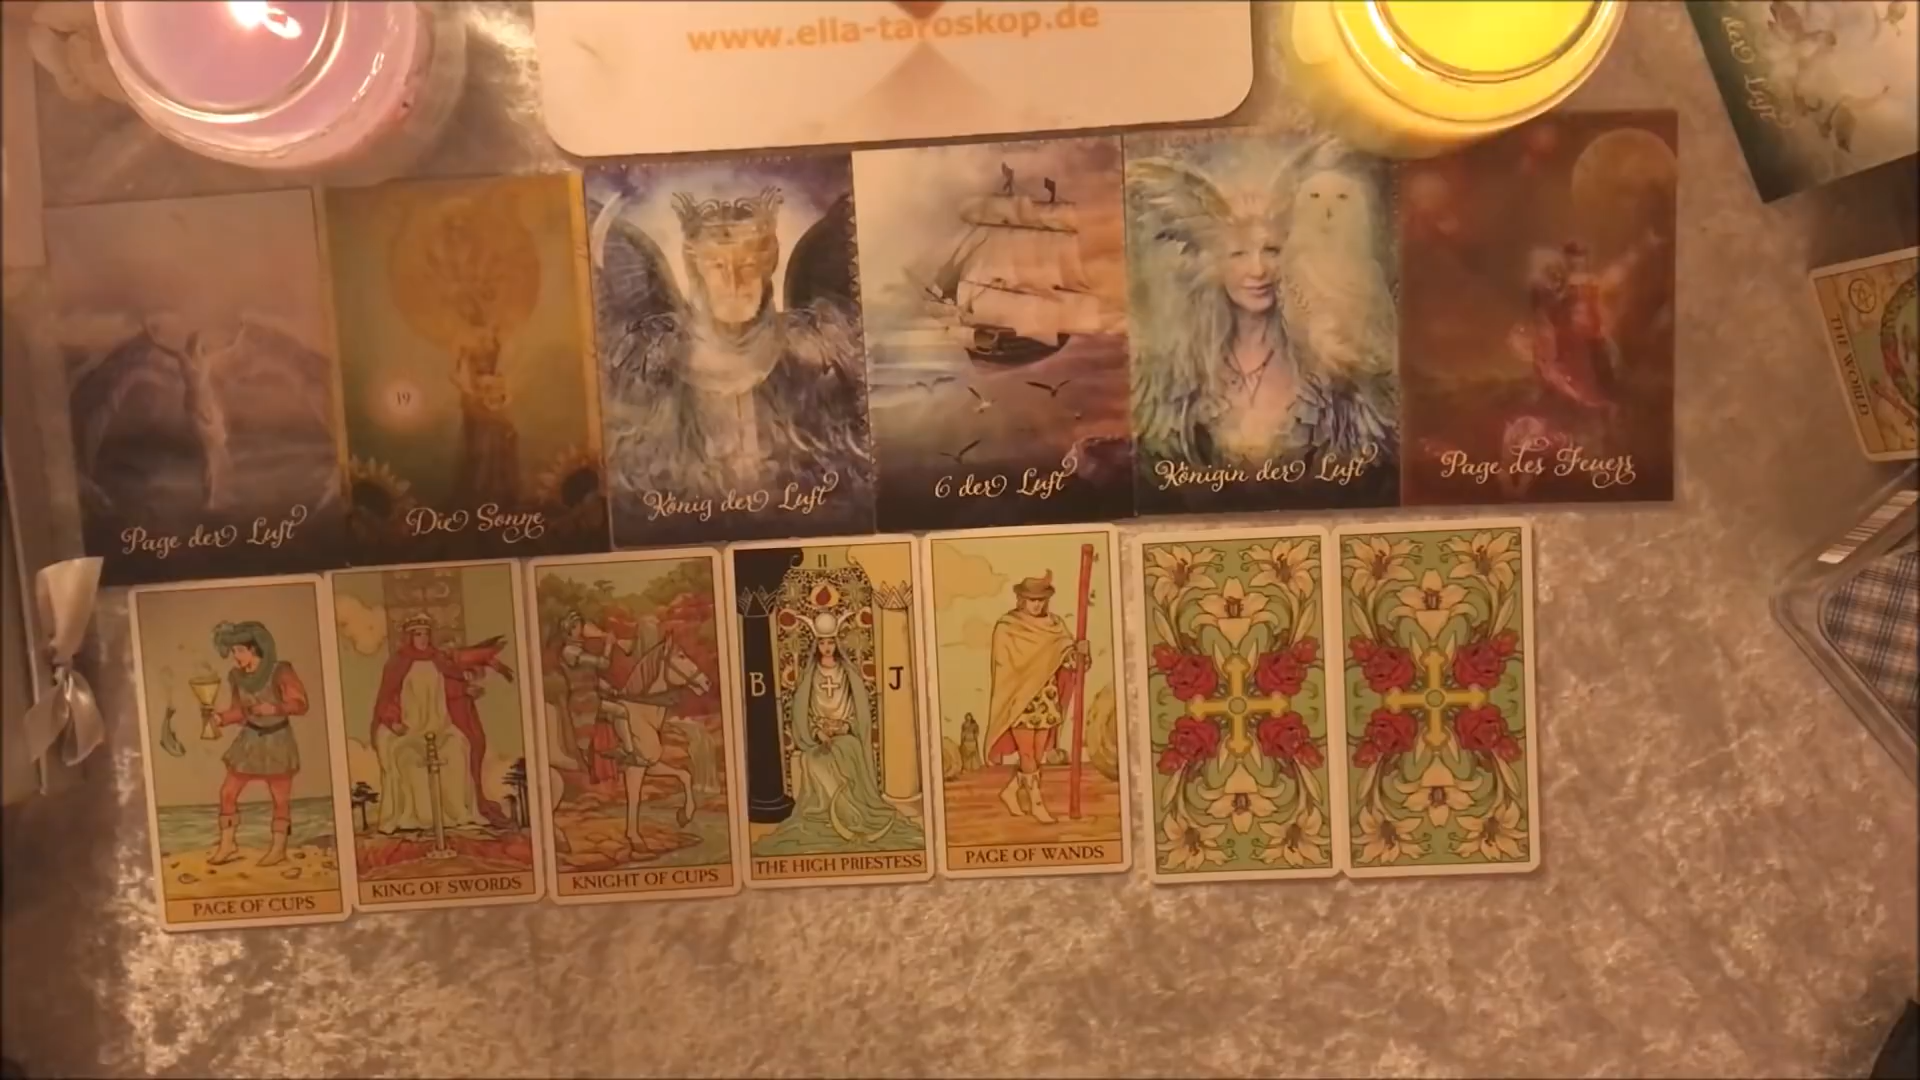 www.ella-taroskop.de
der Luft
Page der Luft
19
Die Sonne
König der Luft
6 der Luft
Königin der Luft
Page des Feuers
THE WORLD
PAGE OF CUPS
KING OF SWORDS
KNIGHT OF CUPS
II
B
J
THE HIGH PRIESTESS
PAGE OF WANDS